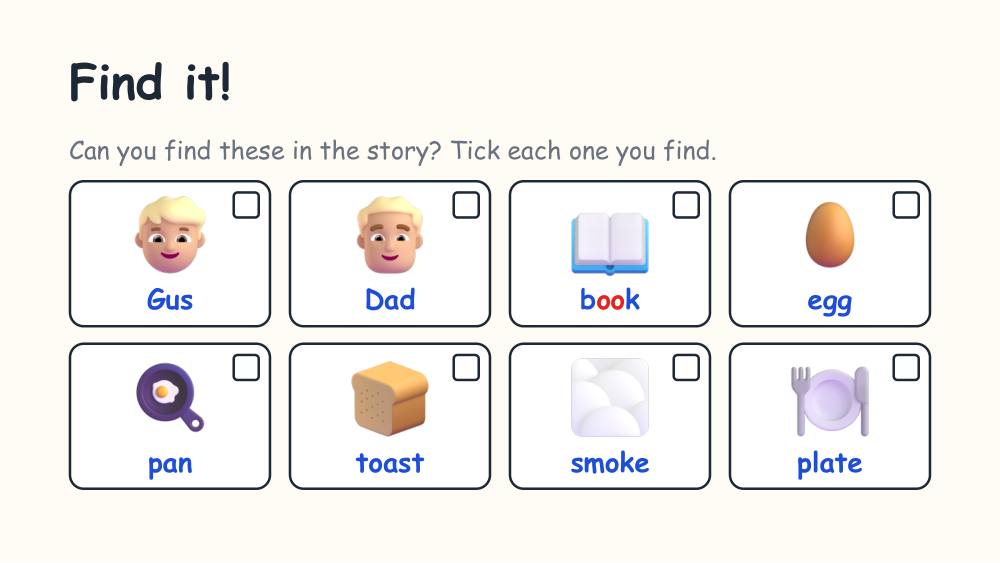 Find it!
Can you find these in the story? Tick each one you find.
Gus
Dad
book
egg
pan
toast
smoke
plate